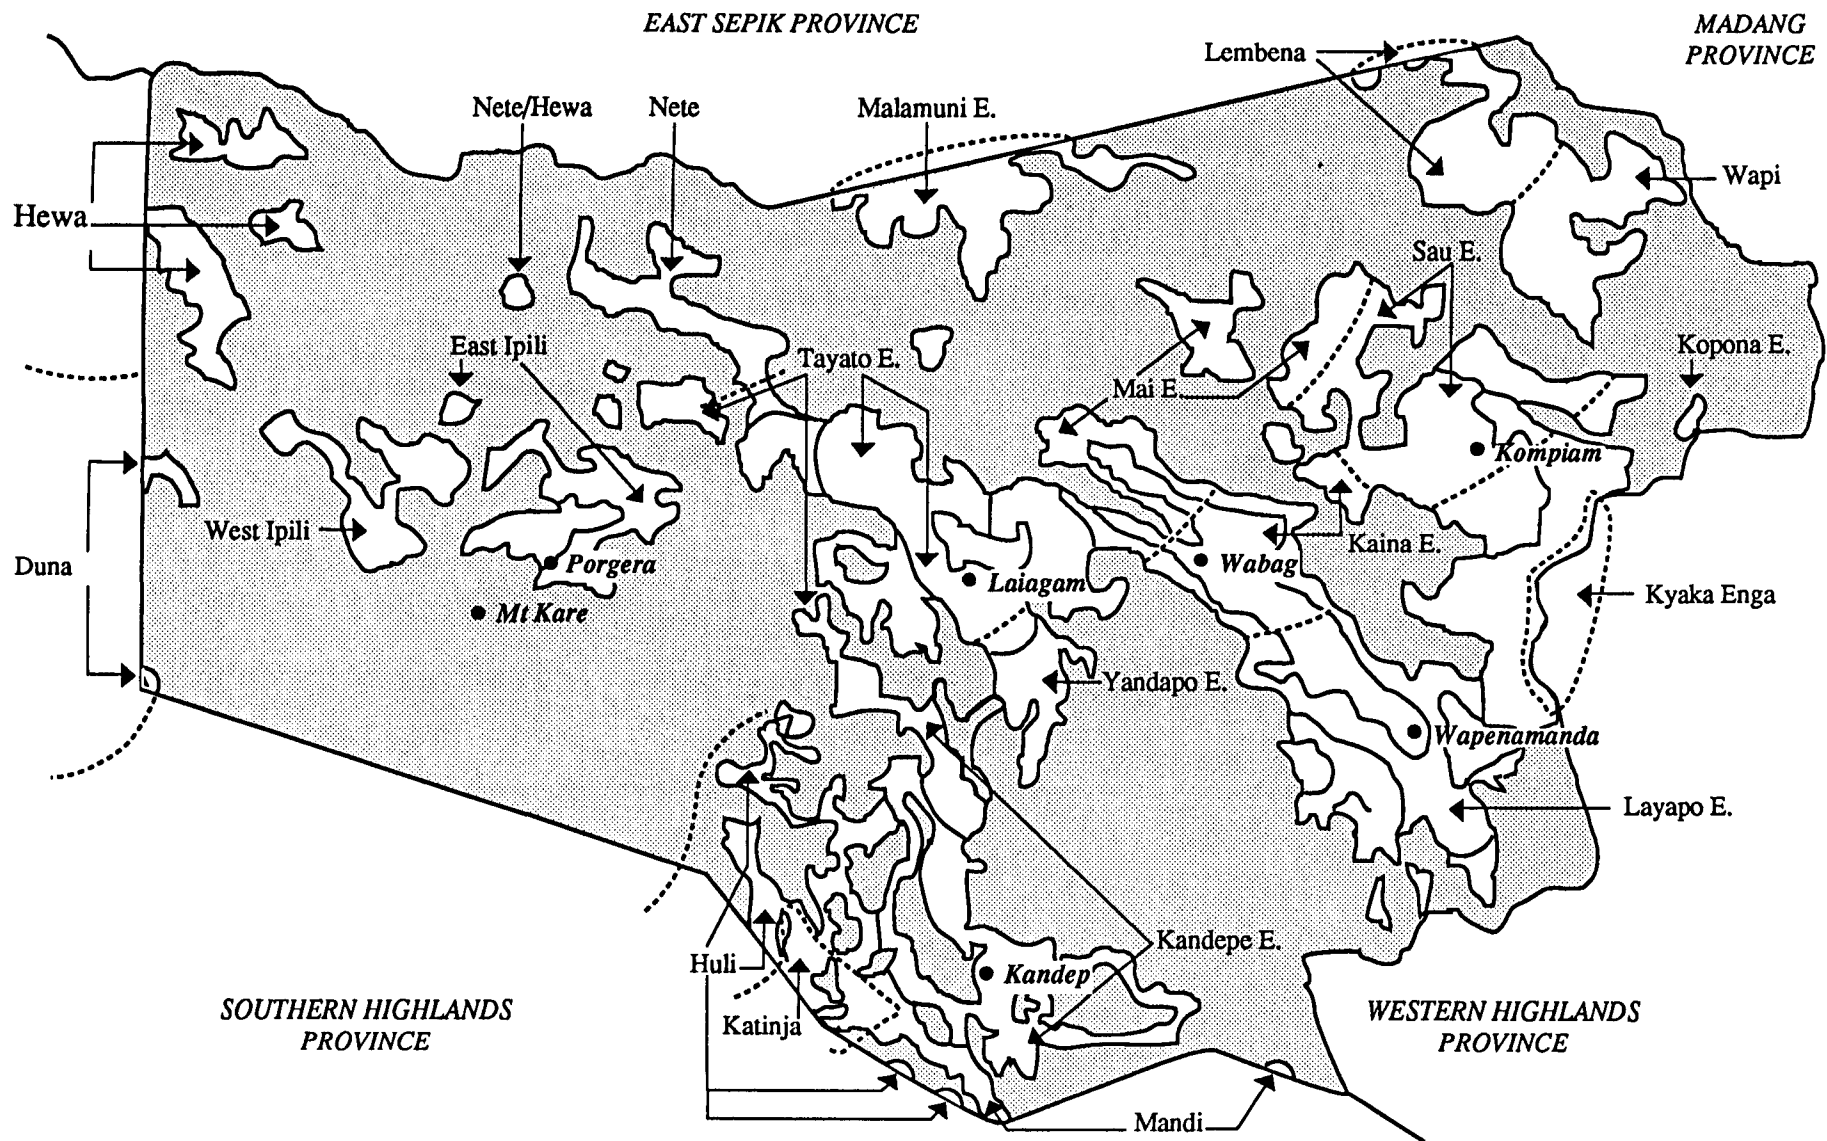 EAST SEPIK PROVINCE
MADANG
PROVINCE
Lembena
Nete/Hewa
Nete
Malamuni E.
Wapi
Hewa
Sau E.
East Ipili
Tayato E.
Kopona E.
Mai E.
Kompiam
West Ipili
Kaina E.
Duna
Porgera
Wabag
Laiagam
Kyaka Enga
Mt Kare
Yandapo E.
Wapenamanda
Layapo E.
Kandepe E.
Huli
Kandep
Katinja
SOUTHERN HIGHLANDS
PROVINCE
WESTERN HIGHLANDS
PROVINCE
Mandi